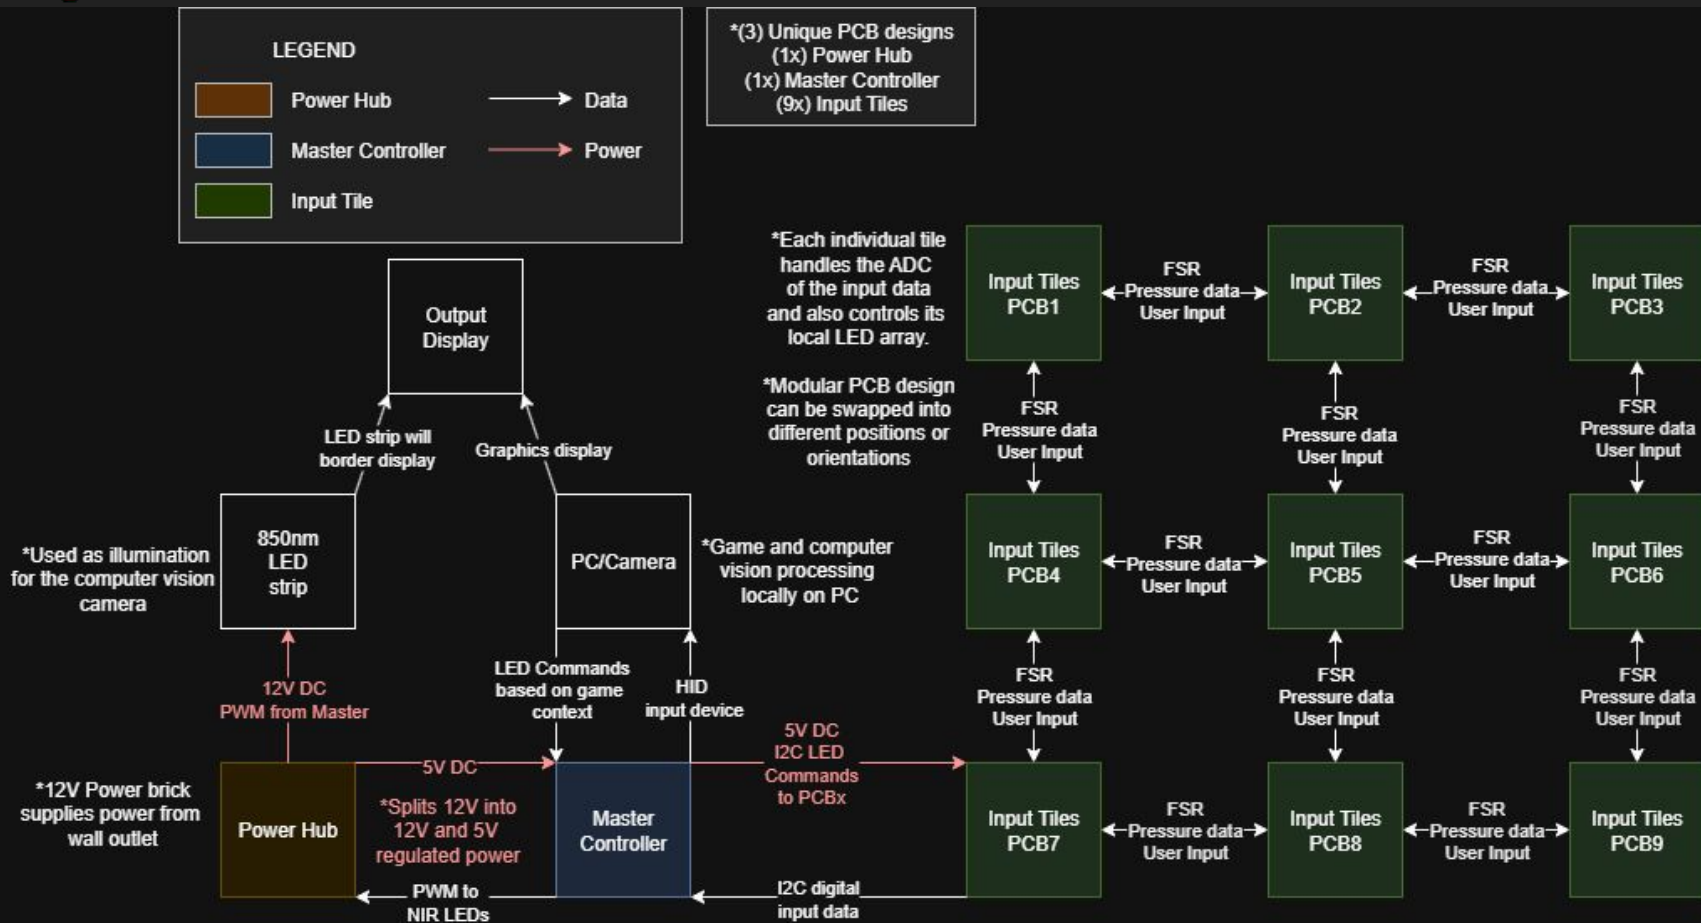 LEGEND
Power Hub
Data
Master Controller
Power
Input Tile
*(3) Unique PCB designs
(1x) Power Hub
(1x) Master Controller
(9x) Input Tiles
Output
Display
LED strip will
border display
Graphics display
*Used as illumination
for the computer vision
camera
850nm
LED
strip
PC/Camera
*Game and computer
vision processing
locally on PC
12V DC
PWM from Master
LED Commands
based on game
context
HID
input device
*12V Power brick
supplies power from
wall outlet
Power Hub
5V DC
*Splits 12V into
12V and 5V
regulated power
Master
Controller
PWM to
NIR LEDs
5V DC
I2C LED
Commands
to PCBx
I2C digital
input data
*Each individual tile
handles the ADC
of the input data
and also controls its
local LED array.
*Modular PCB design
can be swapped into
different positions or
orientations
Input Tiles
PCB1
FSR
Pressure data
User Input
Input Tiles
PCB2
FSR
Pressure data
User Input
Input Tiles
PCB3
FSR
Pressure data
User Input
FSR
Pressure data
User Input
FSR
Pressure data
User Input
Input Tiles
PCB4
FSR
Pressure data
User Input
Input Tiles
PCB5
FSR
Pressure data
User Input
Input Tiles
PCB6
FSR
Pressure data
User Input
FSR
Pressure data
User Input
FSR
Pressure data
User Input
Input Tiles
PCB7
FSR
Pressure data
User Input
Input Tiles
PCB8
FSR
Pressure data
User Input
Input Tiles
PCB9